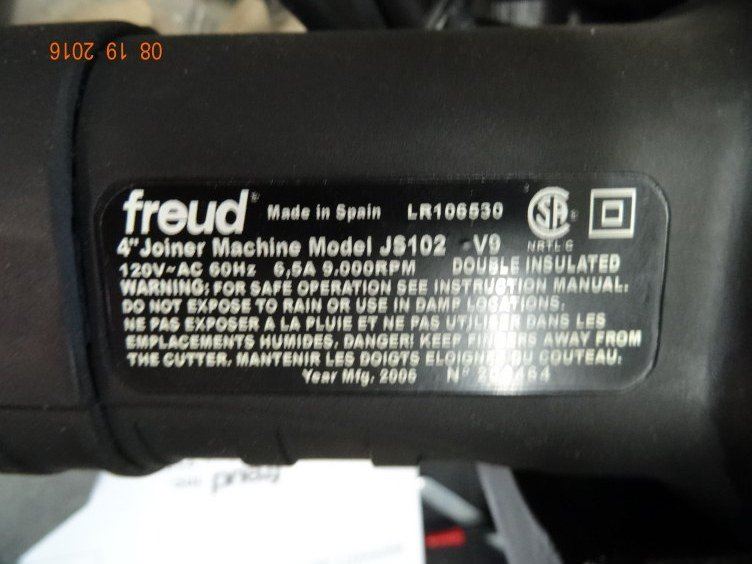 08 19 2016
freud® Made in Spain LR106530
4" Joiner Machine Model JS102 V9
NRTL/C
120V~AC 60Hz 6,5A 9.000RPM DOUBLE INSULATED
WARNING: FOR SAFE OPERATION SEE INSTRUCTION MANUAL.
DO NOT EXPOSE TO RAIN OR USE IN DAMP LOCATIONS.
NE PAS EXPOSER A LA PLUIE ET NE PAS UTILISER DANS LES
EMPLACEMENTS HUMIDES. DANGER! KEEP FINGERS AWAY FROM
THE CUTTER. MANTENIR LES DOIGTS ELOIGNES DU COUTEAU.
Year Mfg. 2006 Nº
freud